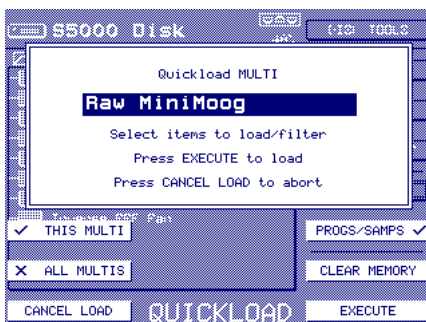 S5000 Disk
TOOLS
Quickload MULTI
Raw MiniMoog
Select items to load/filter
Press EXECUTE to load
Press CANCEL LOAD to abort
Pan
THIS MULTI
PROGS/SAMPS
ALL MULTIS
CLEAR MEMORY
CANCEL LOAD
QUICKLOAD
EXECUTE